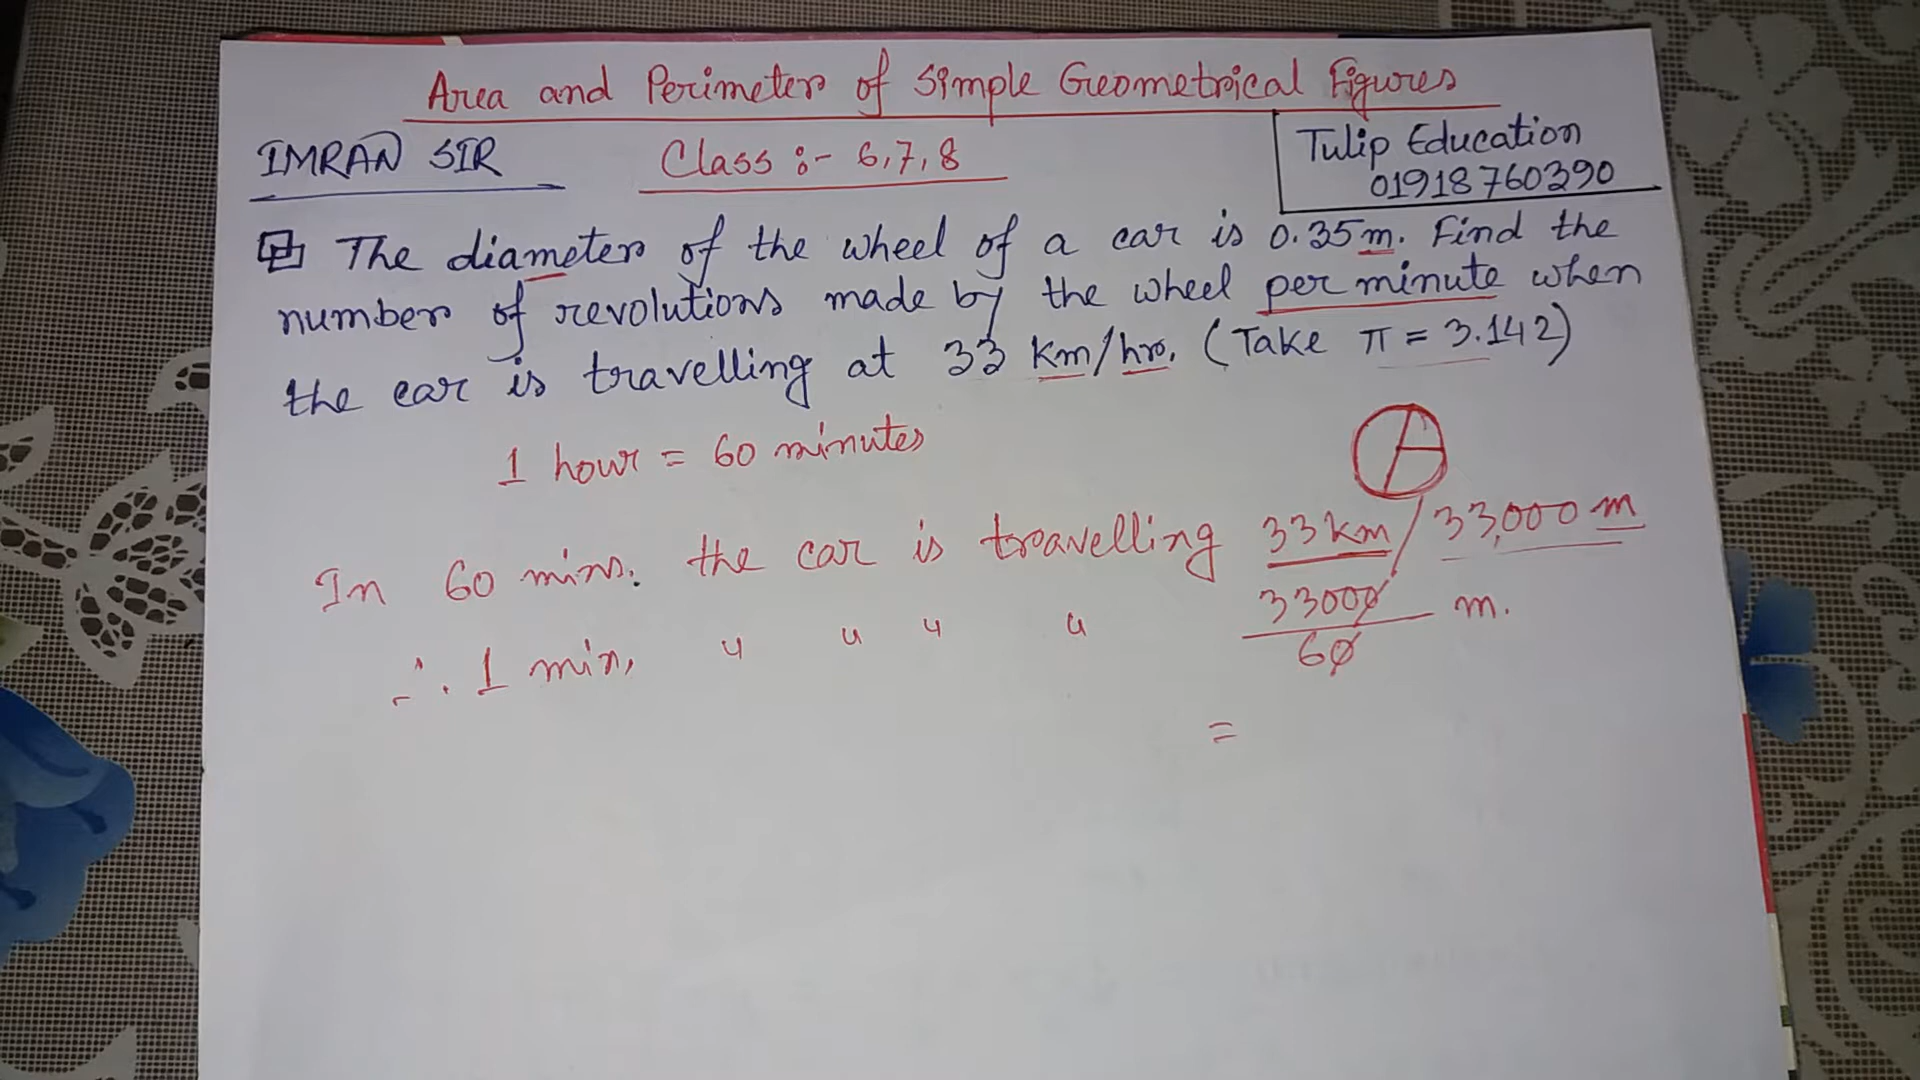 Area and Perimeter of Simple Geometrical Figures
IMRAN SIR
Class :- 6,7,8
Tulip Education
01918760390
The diameter of the wheel of a car is 0.35m. Find the
number of revolutions made by the wheel per minute when
the car is travelling at 33 km/hr. (Take π = 3.142)
1 hour = 60 minutes
In 60 mins. the car is travelling 33 km/33,000 m
∴ 1 min, " " " " 33000/60 m.
=